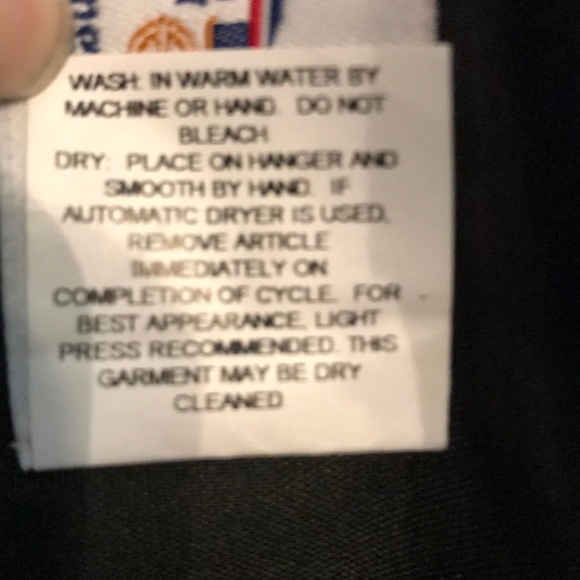 WASH: IN WARM WATER BY
MACHINE OR HAND. DO NOT
BLEACH
DRY: PLACE ON HANGER AND
SMOOTH BY HAND. IF
AUTOMATIC DRYER IS USED,
REMOVE ARTICLE
IMMEDIATELY ON
COMPLETION OF CYCLE. FOR
BEST APPEARANCE, LIGHT
PRESS RECOMMENDED. THIS
GARMENT MAY BE DRY
CLEANED